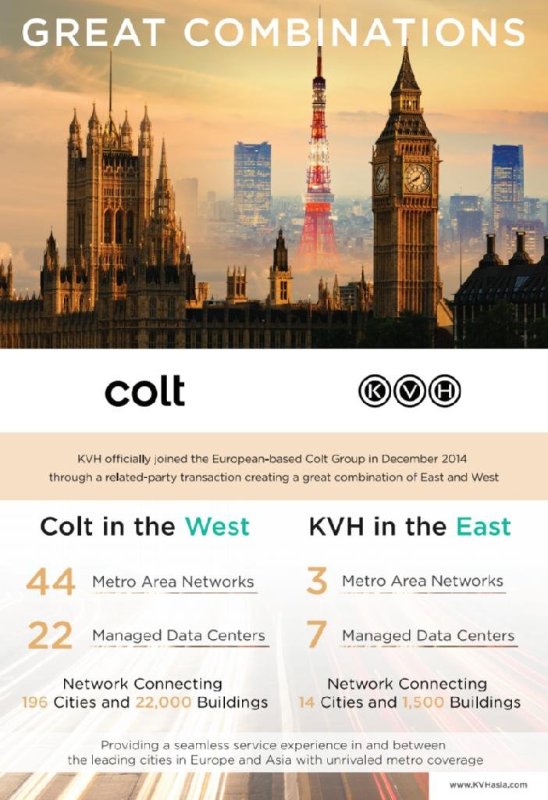 GREAT COMBINATIONS
colt
KVH
KVH officially joined the European-based Colt Group in December 2014
through a related-party transaction creating a great combination of East and West
Colt in the West
44 Metro Area Networks
22 Managed Data Centers
Network Connecting
196 Cities and 22,000 Buildings
KVH in the East
3 Metro Area Networks
7 Managed Data Centers
Network Connecting
14 Cities and 1,500 Buildings
Providing a seamless service experience in and between
the leading cities in Europe and Asia with unrivaled metro coverage
www.KVHasia.com